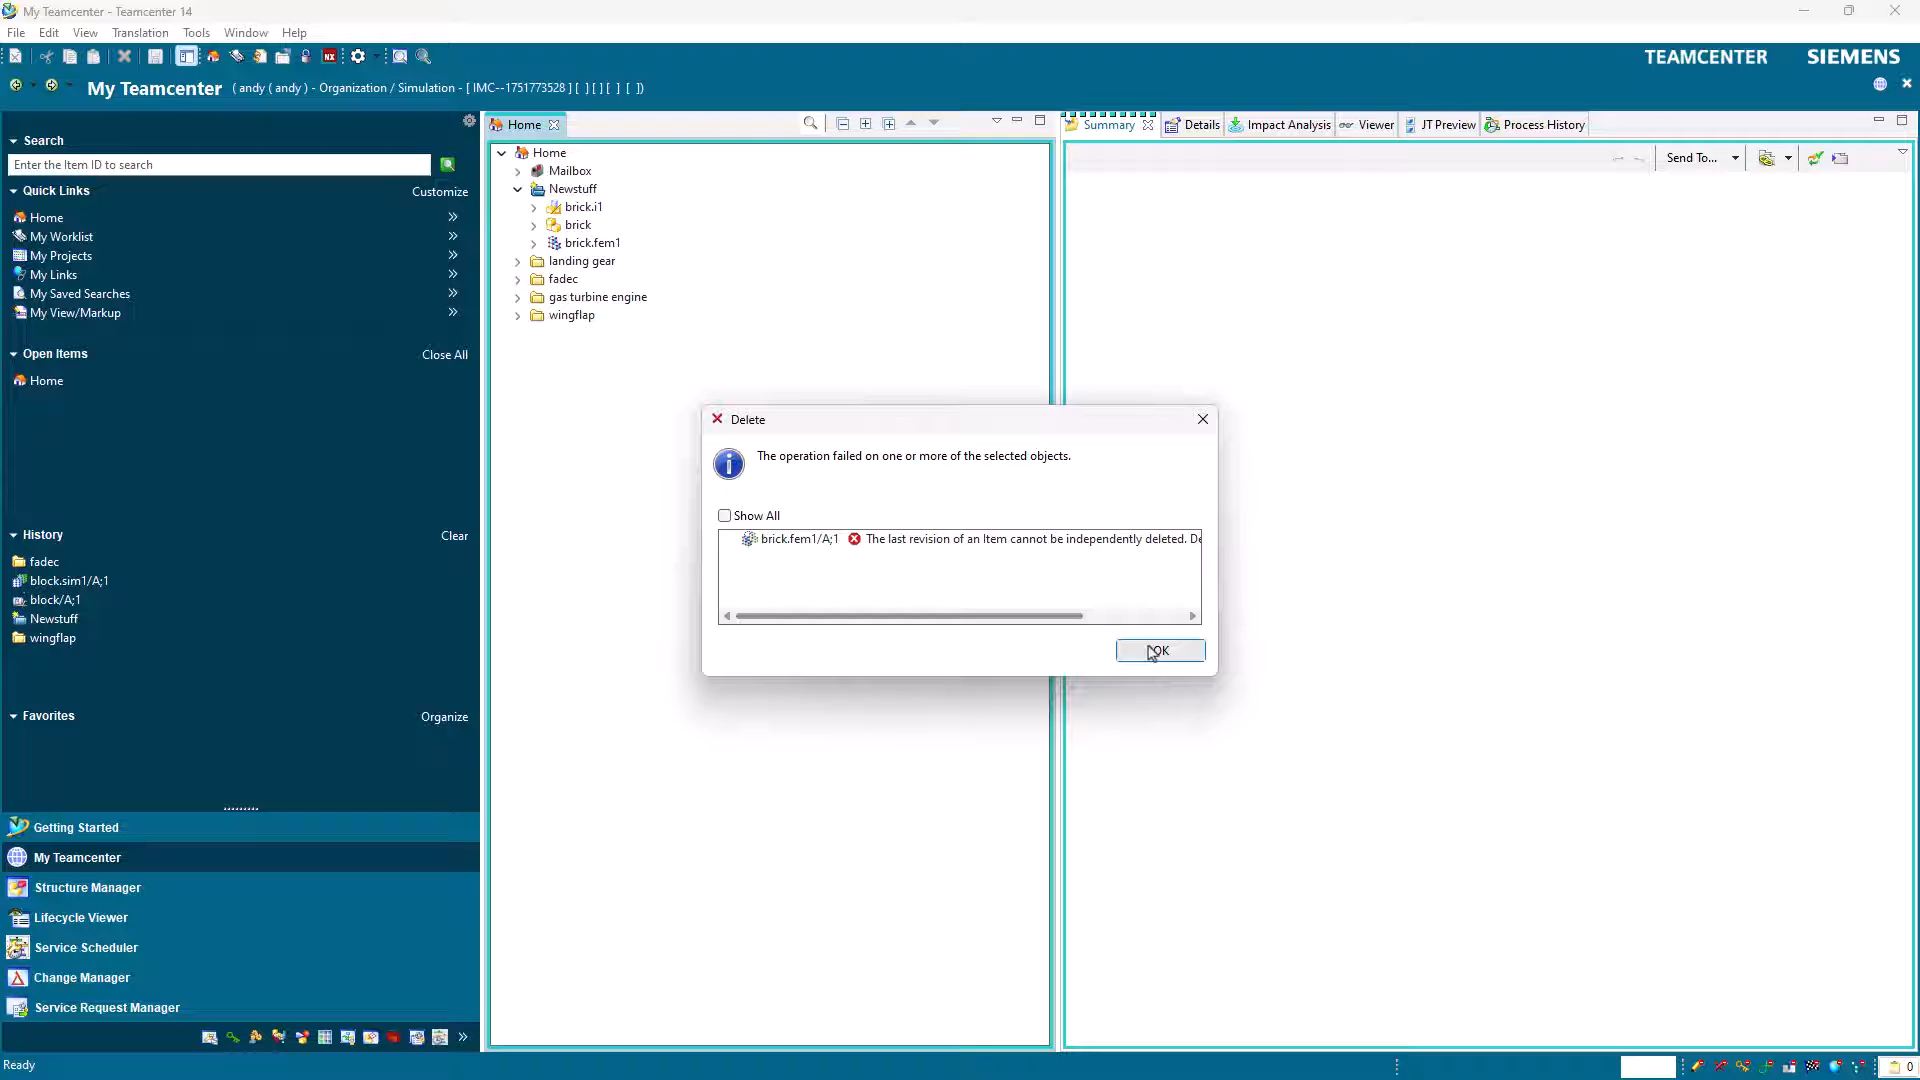 My Teamcenter - Teamcenter 14
File Edit View Translation Tools Window Help
TEAMCENTER SIEMENS
My Teamcenter ( andy ( andy ) - Organization / Simulation - [ IMC--1751773528 ] [ ] [ ] [ ] [ ])
Search
Enter the Item ID to search
Quick Links Customize
Home
My Worklist
My Projects
My Links
My Saved Searches
My View/Markup
Open Items Close All
Home
History Clear
fadec
block.sim1/A;1
block/A;1
Newstuff
wingflap
Favorites Organize
Getting Started
My Teamcenter
Structure Manager
Lifecycle Viewer
Service Scheduler
Change Manager
Service Request Manager
Ready
Home
Home
Mailbox
Newstuff
brick.i1
brick
brick.fem1
landing gear
fadec
gas turbine engine
wingflap
Summary Details Impact Analysis Viewer JT Preview Process History
Send To...
Delete
The operation failed on one or more of the selected objects.
Show All
brick.fem1/A;1 The last revision of an Item cannot be independently deleted. De
OK
NX
0